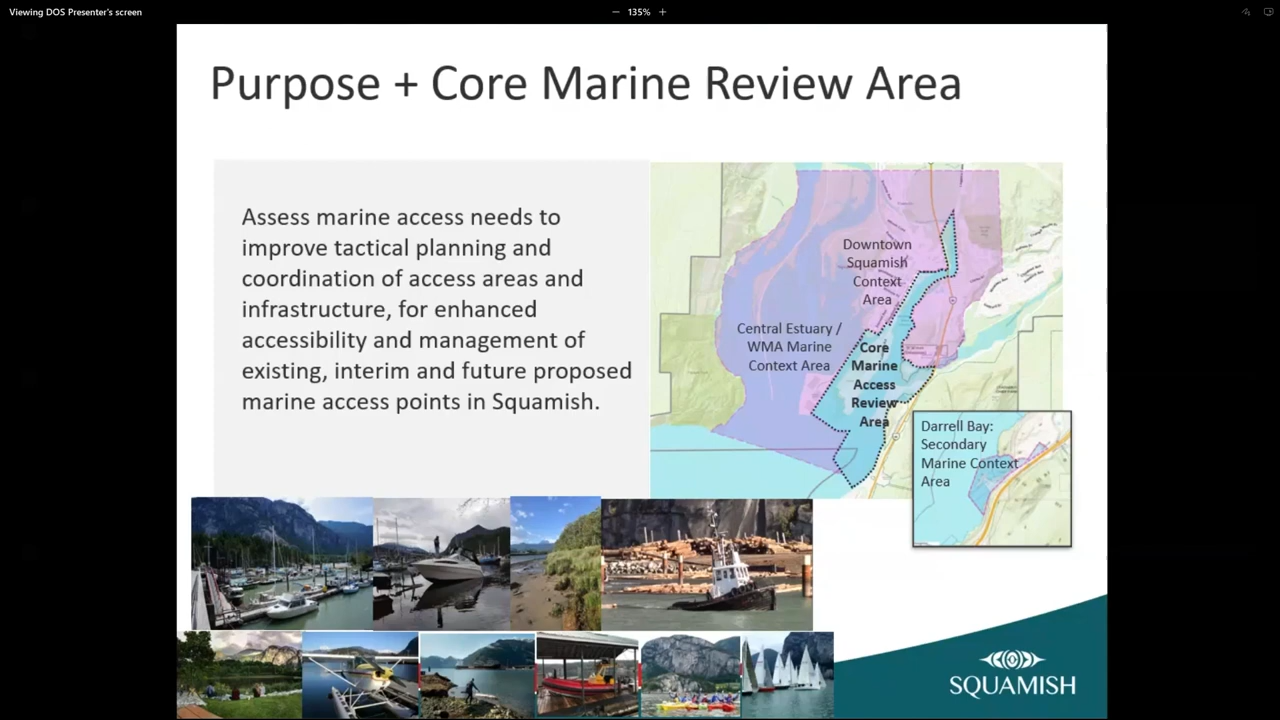 Viewing DOS Presenter's screen
− 135% +
Purpose + Core Marine Review Area
Assess marine access needs to
improve tactical planning and
coordination of access areas and
infrastructure, for enhanced
accessibility and management of
existing, interim and future proposed
marine access points in Squamish.
Downtown
Squamish
Context
Area
Central Estuary /
WMA Marine
Context Area
Core
Marine
Access
Review
Area
Darrell Bay:
Secondary
Marine Context
Area
SQUAMISH